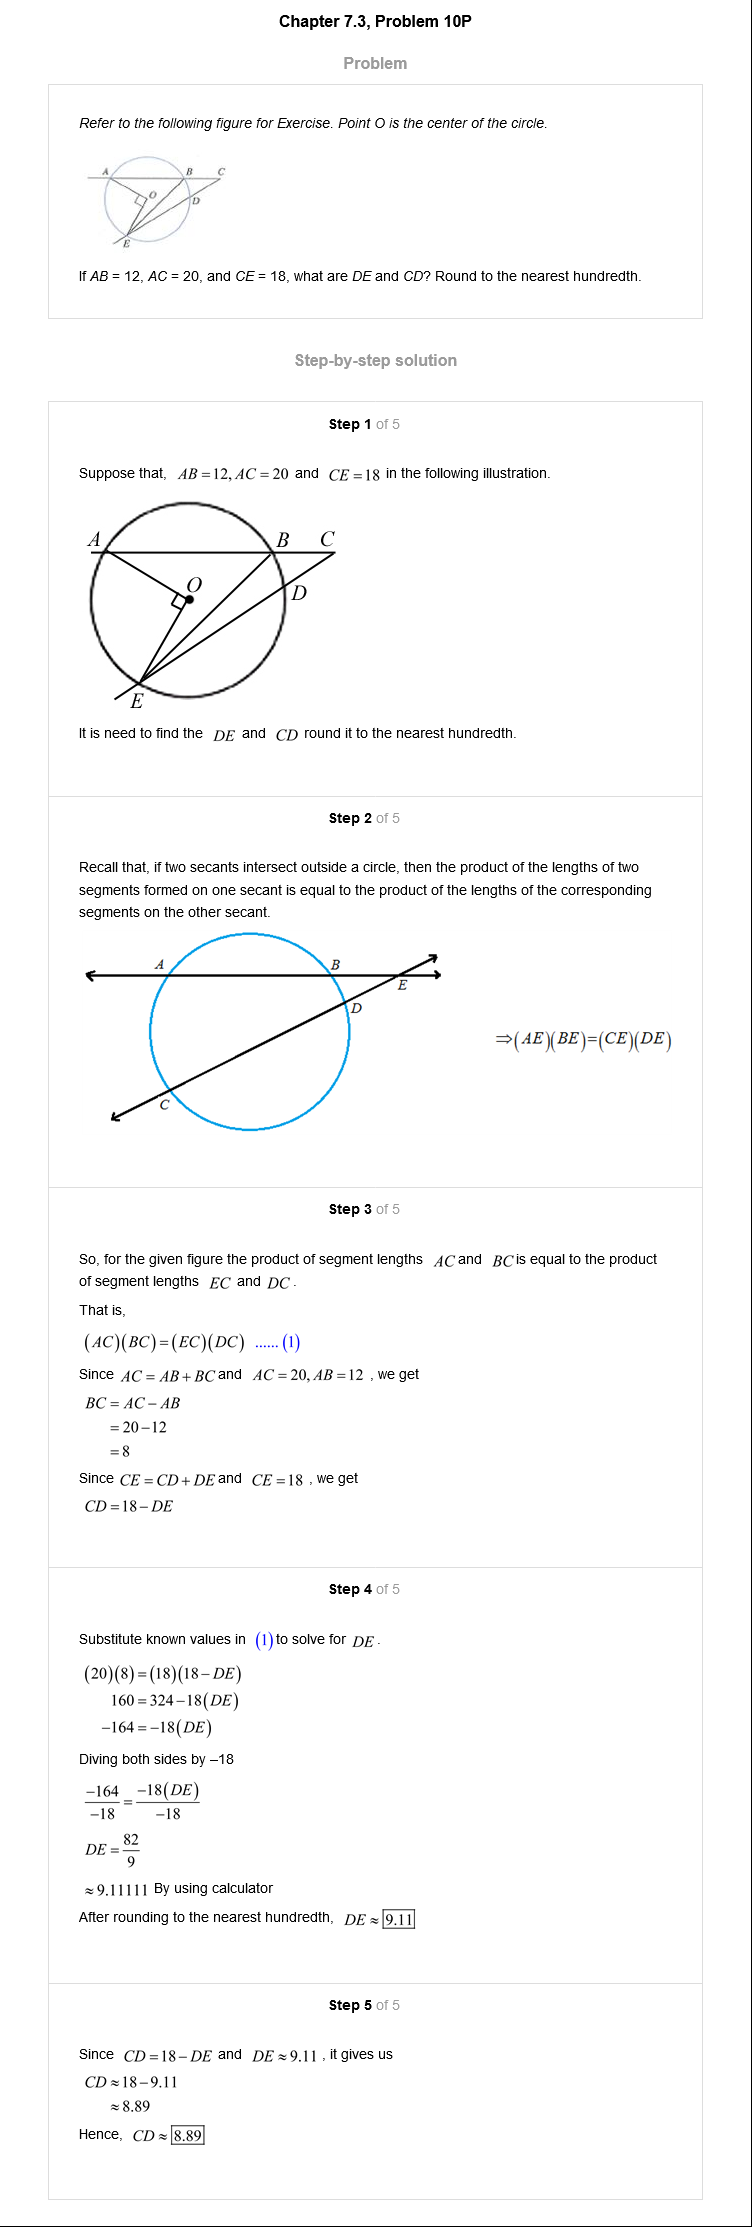 Chapter 7.3, Problem 10P
Problem
Refer to the following figure for Exercise. Point O is the center of the circle.
A B C
O
D
E
If AB = 12, AC = 20, and CE = 18, what are DE and CD? Round to the nearest hundredth.
Step-by-step solution
Step 1 of 5
Suppose that, AB = 12, AC = 20 and CE = 18 in the following illustration.
A B C
O
D
E
It is need to find the DE and CD round it to the nearest hundredth.
Step 2 of 5
Recall that, if two secants intersect outside a circle, then the product of the lengths of two
segments formed on one secant is equal to the product of the lengths of the corresponding
segments on the other secant.
A B
E
D
⇒(AE)(BE)=(CE)(DE)
C
Step 3 of 5
So, for the given figure the product of segment lengths AC and BC is equal to the product
of segment lengths EC and DC.
That is,
(AC)(BC)=(EC)(DC) ...... (1)
Since AC = AB + BC and AC = 20, AB = 12 , we get
BC = AC − AB
= 20−12
= 8
Since CE = CD + DE and CE = 18 , we get
CD = 18 − DE
Step 4 of 5
Substitute known values in (1) to solve for DE.
(20)(8)=(18)(18−DE)
160 = 324−18(DE)
−164 = −18(DE)
Diving both sides by –18
−164/−18 = −18(DE)/−18
DE = 82/9
≈ 9.11111 By using calculator
After rounding to the nearest hundredth, DE ≈ 9.11
Step 5 of 5
Since CD = 18 − DE and DE ≈ 9.11 , it gives us
CD ≈ 18 − 9.11
≈ 8.89
Hence, CD ≈ 8.89